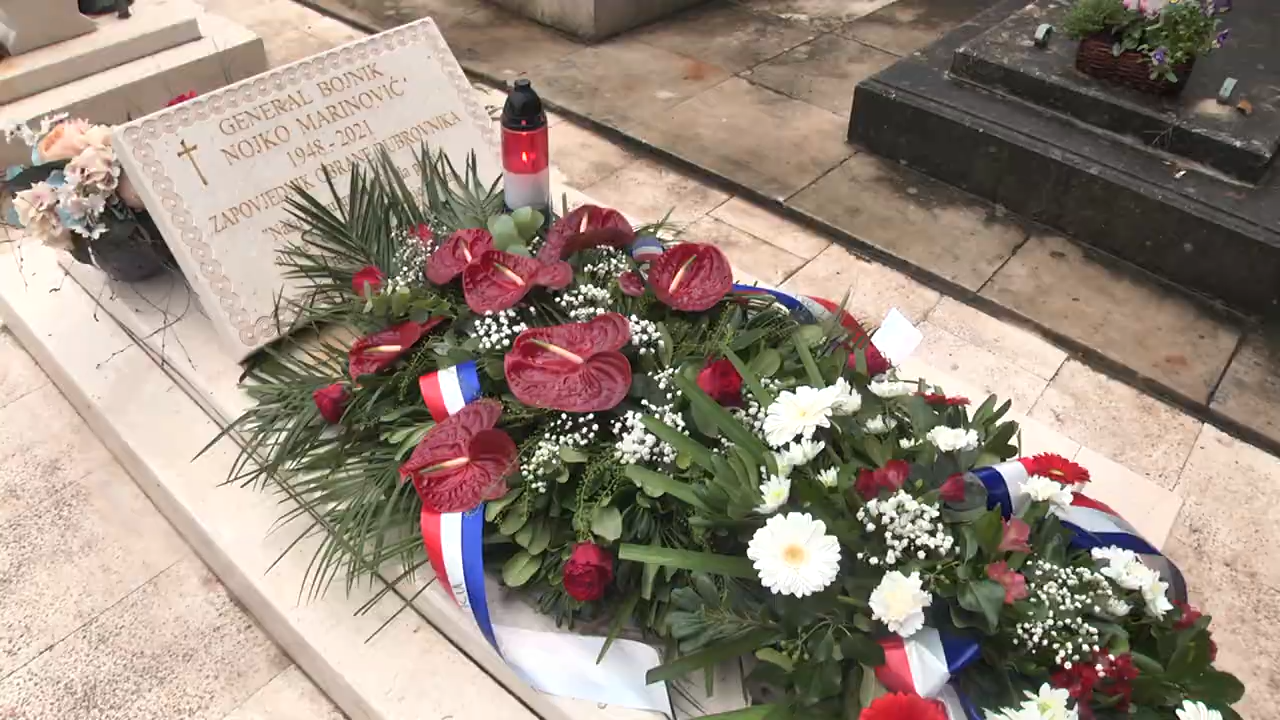 GENERAL BOJNIK
NOJKO MARINOVIĆ
1948.-2021.
ZAPOVJEDNIK OBRANE DUBROVNIKA